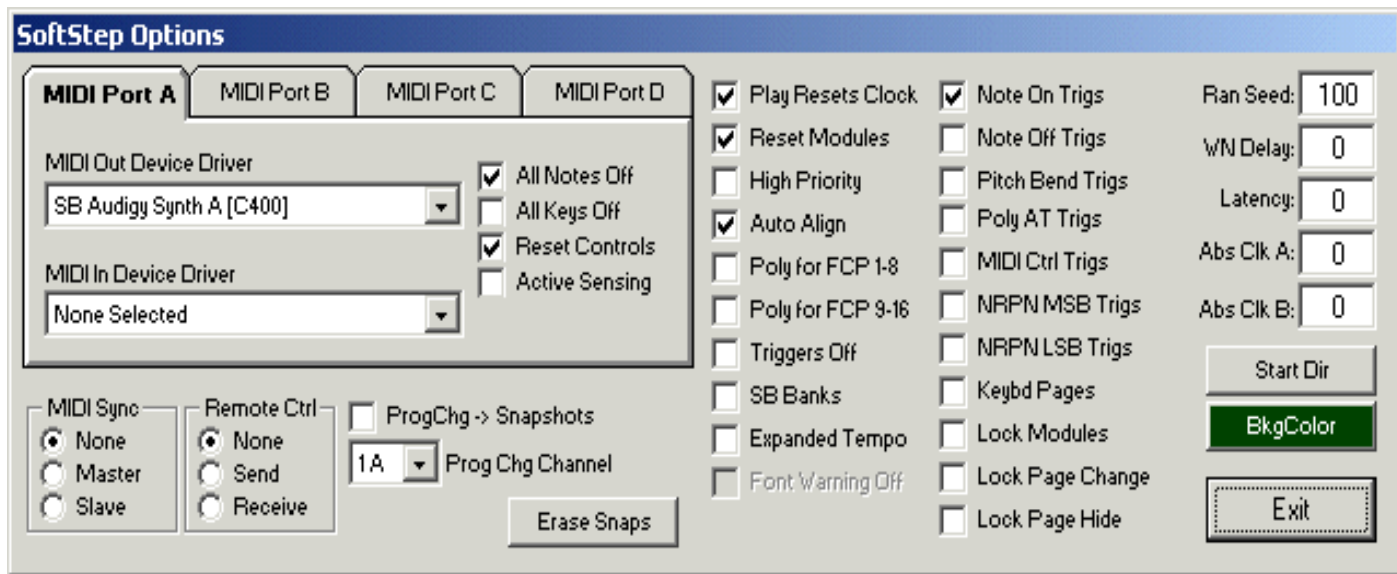 SoftStep Options
MIDI Port A
MIDI Port B
MIDI Port C
MIDI Port D
MIDI Out Device Driver
SB Audigy Synth A [C400]
MIDI In Device Driver
None Selected
All Notes Off
All Keys Off
Reset Controls
Active Sensing
MIDI Sync
None
Master
Slave
Remote Ctrl
None
Send
Receive
ProgChg -> Snapshots
1A
Prog Chg Channel
Erase Snaps
Play Resets Clock
Reset Modules
High Priority
Auto Align
Poly for FCP 1-8
Poly for FCP 9-16
Triggers Off
SB Banks
Expanded Tempo
Font Warning Off
Note On Trigs
Note Off Trigs
Pitch Bend Trigs
Poly AT Trigs
MIDI Ctrl Trigs
NRPN MSB Trigs
NRPN LSB Trigs
Keybd Pages
Lock Modules
Lock Page Change
Lock Page Hide
Ran Seed: 100
WN Delay: 0
Latency: 0
Abs Clk A: 0
Abs Clk B: 0
Start Dir
BkgColor
Exit